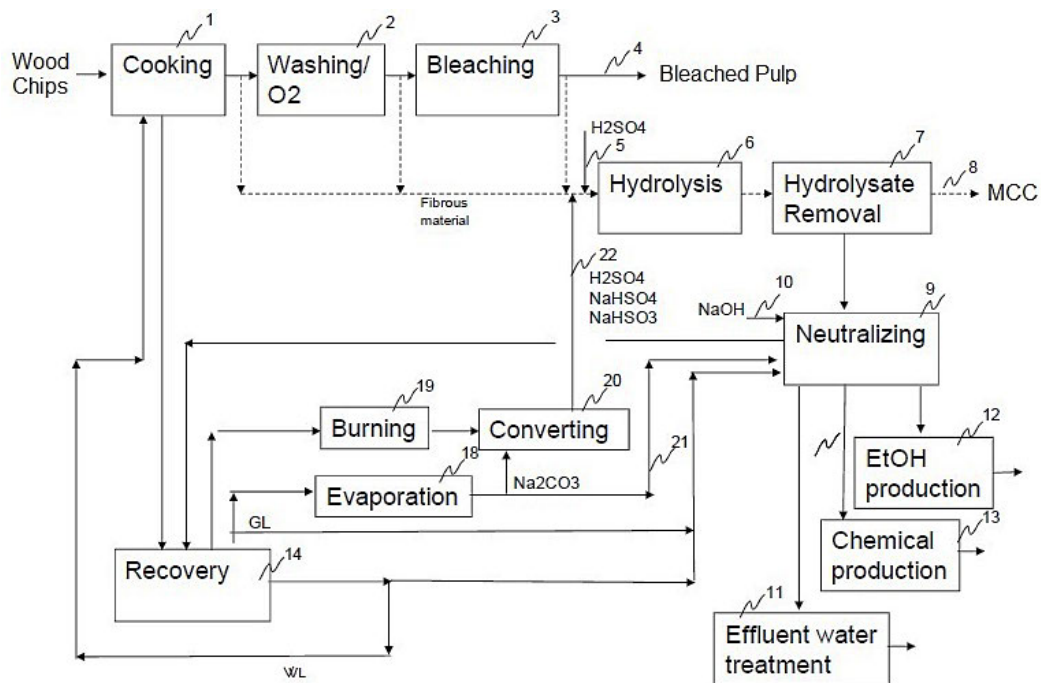 1
2
3
4
Wood
Chips
Cooking
Washing/
O2
Bleaching
Bleached Pulp
H2SO4
5
6
7
8
Hydrolysis
Hydrolysate
Removal
MCC
Fibrous
material
22
H2SO4
NaHSO4
NaHSO3
10
NaOH
9
Neutralizing
19
20
Burning
Converting
21
12
18
Evaporation
Na2CO3
EtOH
production
GL
13
14
Recovery
Chemical
production
11
Effluent water
treatment
WL